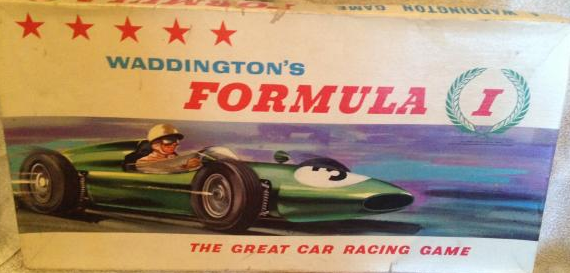 A WADDINGTON GAME
WADDINGTON'S
FORMULA I
3
THE GREAT CAR RACING GAME